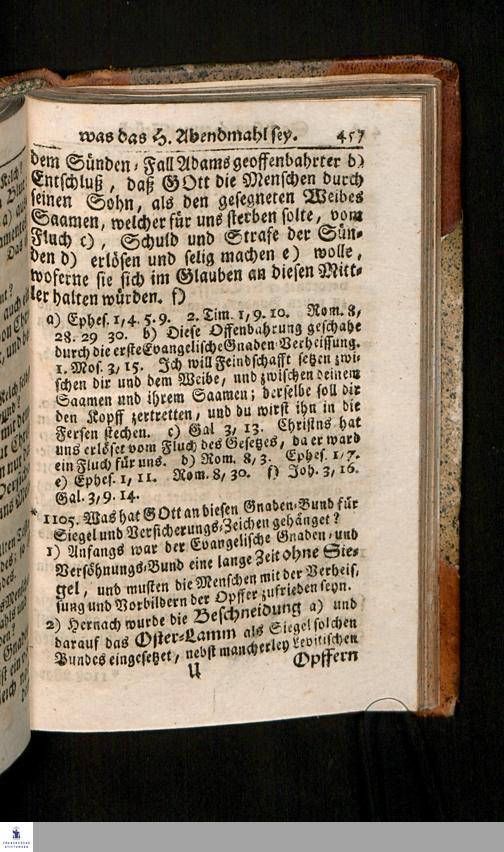 was das H. Abendmahl sey. 457
dem Sünden-Fall Adams geoffenbahrter b)
Entschluß, daß GOtt die Menschen durch
seinen Sohn, als den gesegneten Weibes
Saamen, welcher für uns sterben solte, vom
Fluch c), Schuld und Strafe der Sün-
den d) erlösen und selig machen e) wolle,
woferne sie sich im Glauben an diesen Mitt-
ler halten würden. f)
a) Ephes. 1, 4. 5. 9. 2. Tim. 1, 9. 10. Rom. 8,
28. 29 30. b) Diese Offenbahrung geschahe
durch die erste Evangelische Gnaden-Verheissung.
1. Mos. 3, 15. Ich will Feindschafft setzen zwi-
schen dir und dem Weibe, und zwischen deinem
Saamen und ihrem Saamen; derselbe soll dir
den Kopff zertretten, und du wirst ihn in die
Fersen stechen. c) Gal 3, 13. Christus hat
uns erlöset vom Fluch des Gesetzes, da er ward
ein Fluch für uns. d) Rom. 8, 3. Ephes. 1, 7.
e) Ephes. 1, 11. Rom. 8, 30. f) Joh. 3, 16.
Gal. 3, 9. 14.
* 1105. Was hat GOtt an diesen Gnaden-Bund für
Siegel und Versicherungs-Zeichen gehänget?
1) Anfangs war der Evangelische Gnaden- und
Versöhnungs-Bund eine lange Zeit ohne Sie-
gel, und musten die Menschen mit der Verheis-
sung und Vorbildern der Opffer zufrieden seyn.
2) Hernach wurde die Beschneidung a) und
darauf das Oster-Lamm als Siegel solchen
Bundes eingesetzet, nebst mancherley Levitischen
U Opffern
FRANCKESCHE
STIFTUNGEN